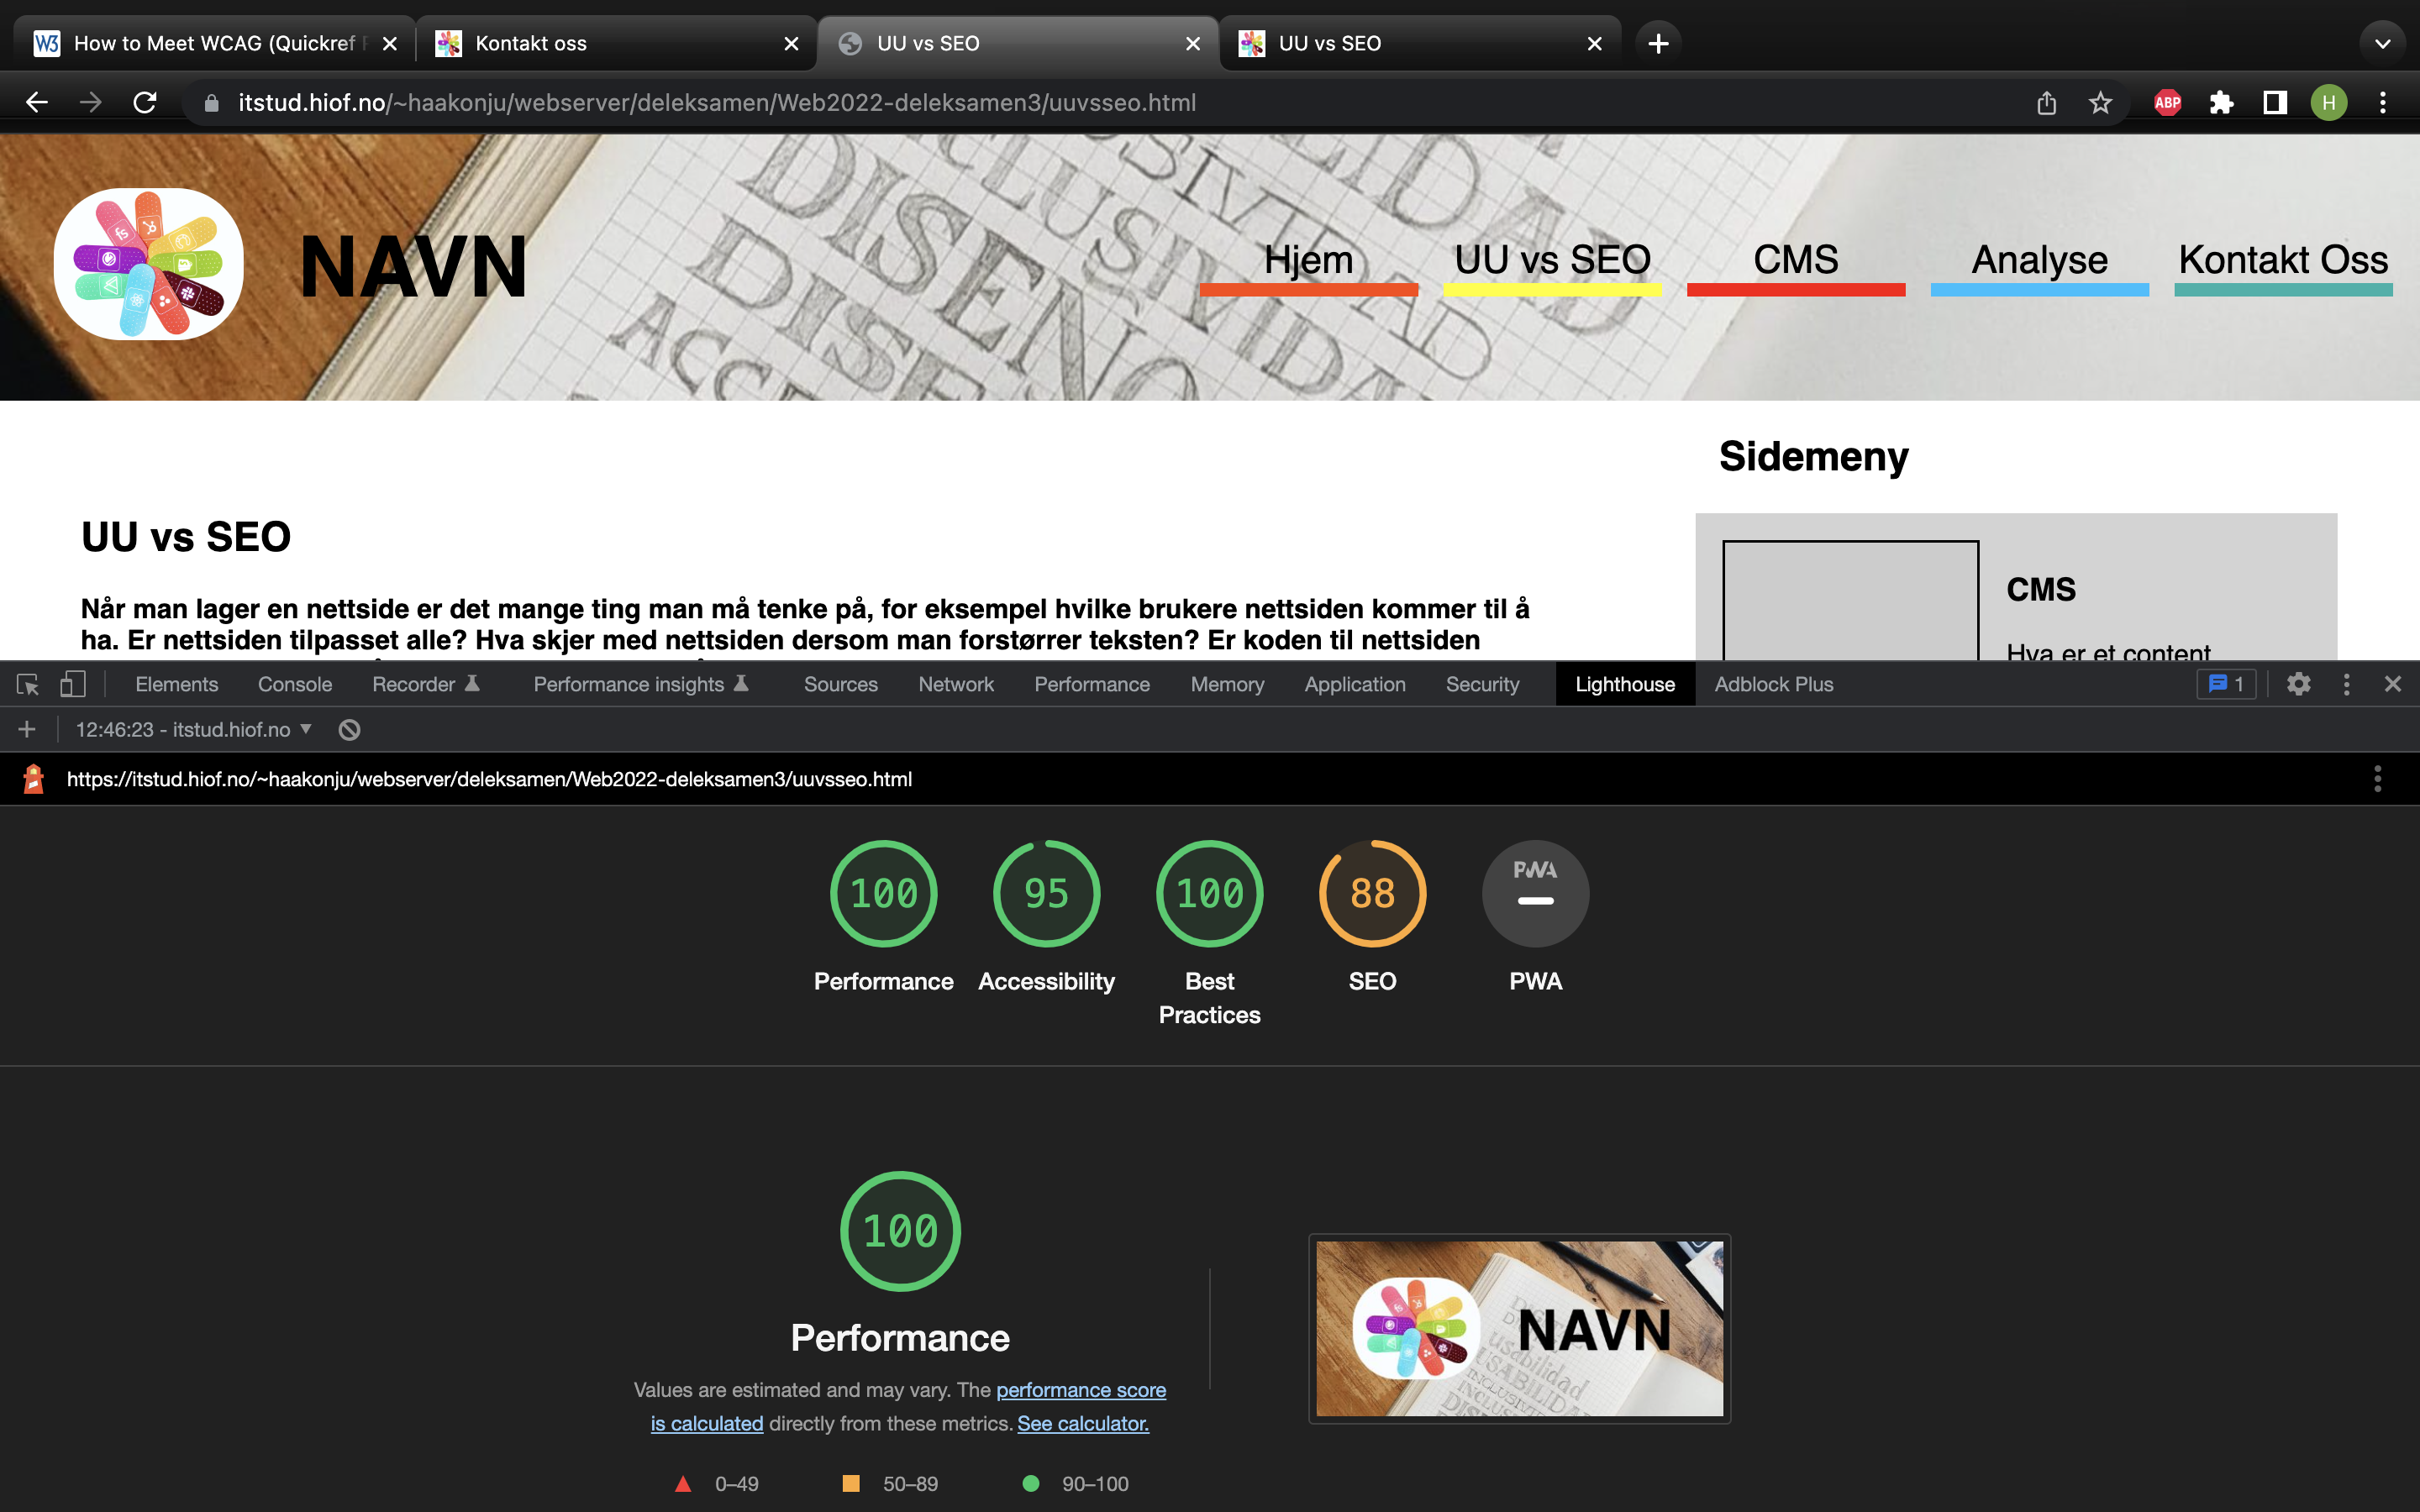 How to Meet WCAG (Quickref
Kontakt oss
UU vs SEO
UU vs SEO
itstud.hiof.no/~haakonju/webserver/deleksamen/Web2022-deleksamen3/uuvsseo.html
ABP
H
NAVN
Hjem
UU vs SEO
CMS
Analyse
Kontakt Oss
DISEÑO
INCLUSIVIDAD
Sidemeny
UU vs SEO
Når man lager en nettside er det mange ting man må tenke på, for eksempel hvilke brukere nettsiden kommer til å
ha. Er nettsiden tilpasset alle? Hva skjer med nettsiden dersom man forstørrer teksten? Er koden til nettsiden
CMS
Hva er et content
Elements
Console
Recorder
Performance insights
Sources
Network
Performance
Memory
Application
Security
Lighthouse
Adblock Plus
1
12:46:23 - itstud.hiof.no
https://itstud.hiof.no/~haakonju/webserver/deleksamen/Web2022-deleksamen3/uuvsseo.html
100
Performance
95
Accessibility
100
Best
Practices
88
SEO
PWA
PWA
100
Performance
Values are estimated and may vary. The performance score
is calculated directly from these metrics. See calculator.
0–49
50–89
90–100
NAVN
usabilidad
USABILIDAD